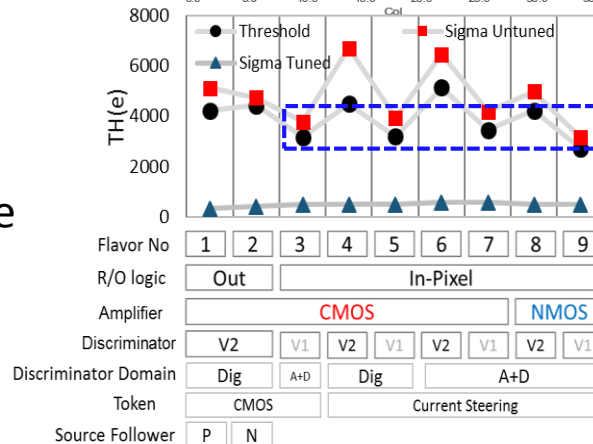 Col
8000
Threshold
Sigma Untuned
6000
Sigma Tuned
4000
TH(e)
2000
0
e
Flavor No 1 2 3 4 5 6 7 8 9
R/O logic Out In-Pixel
Amplifier CMOS NMOS
Discriminator V2 V1 V2 V1 V2 V1 V2 V1
Discriminator Domain Dig A+D Dig A+D
Token CMOS Current Steering
Source Follower P N